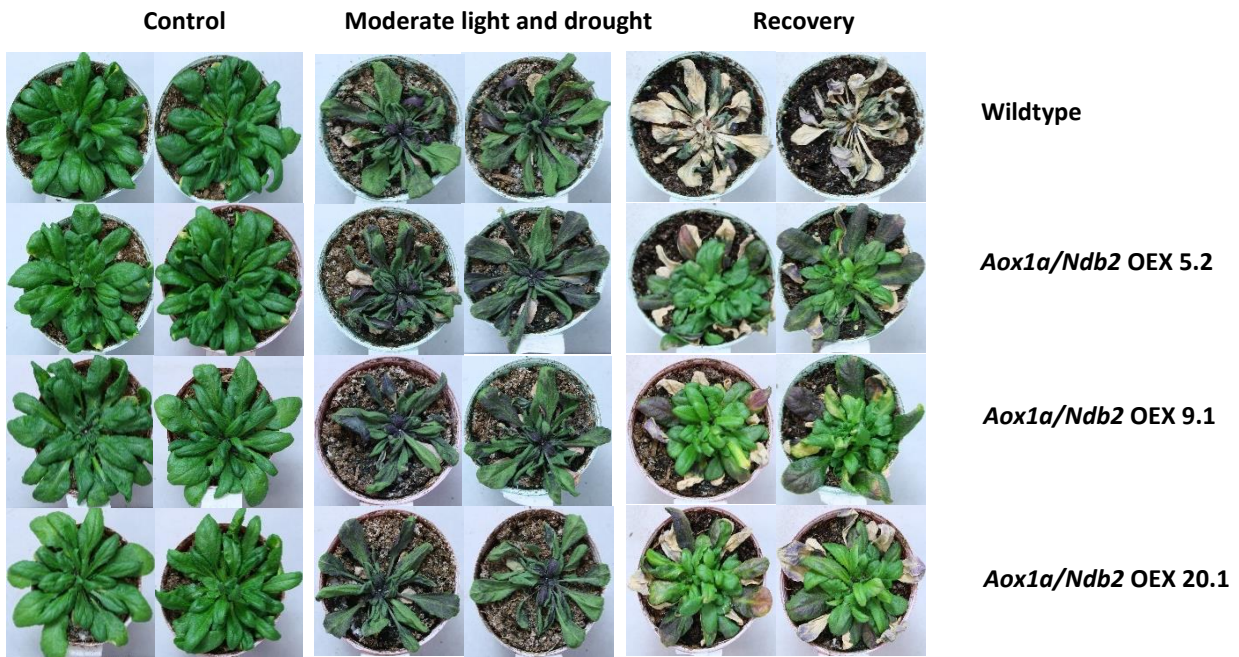 Control Moderate light and drought Recovery
Wildtype
Aox1a/Ndb2 OEX 5.2
Aox1a/Ndb2 OEX 9.1
Aox1a/Ndb2 OEX 20.1